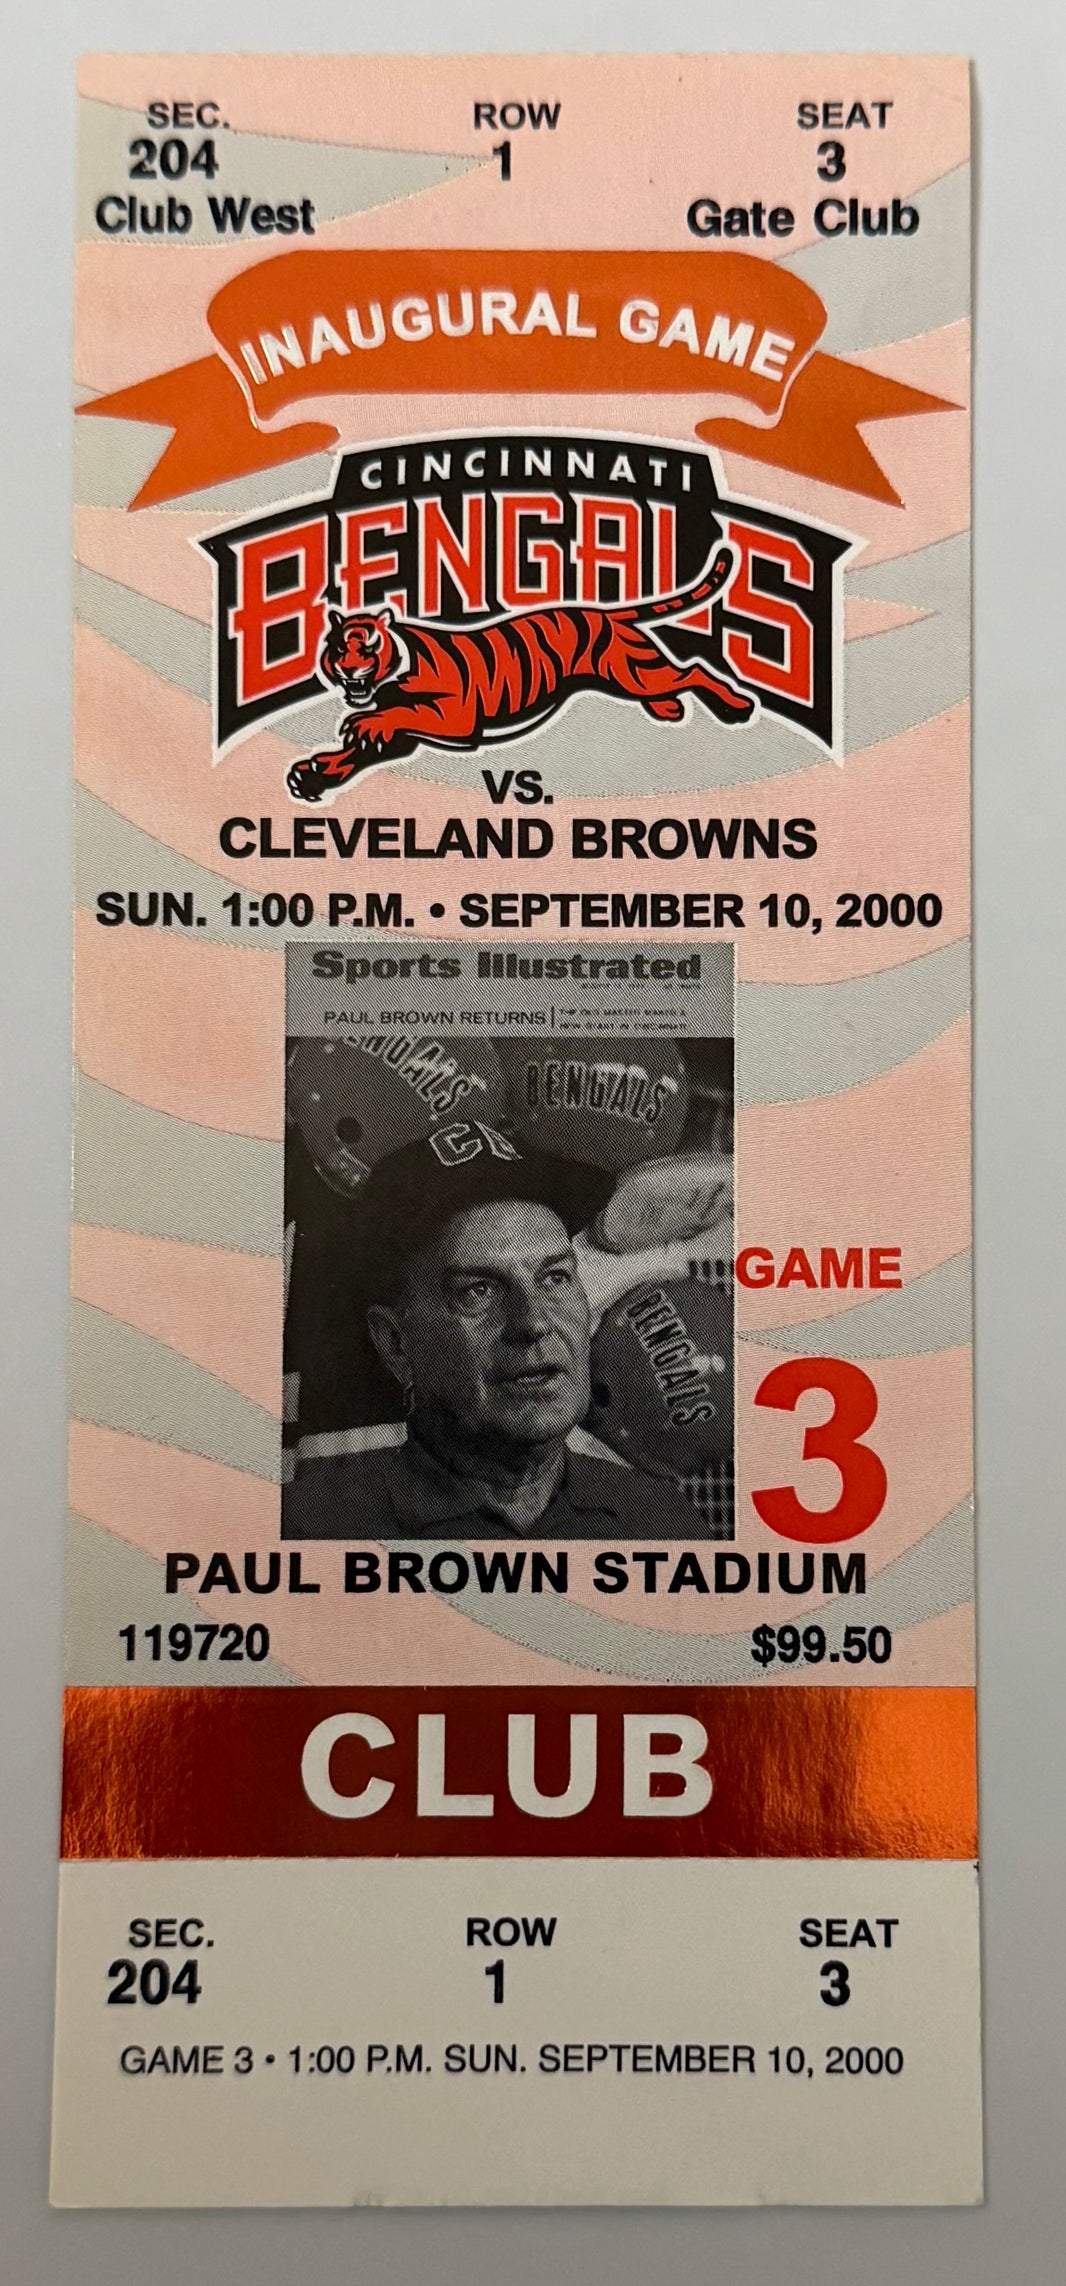 SEC. ROW SEAT
204 1 3
Club West Gate Club
INAUGURAL GAME
CINCINNATI
BENGALS
VS.
CLEVELAND BROWNS
SUN. 1:00 P.M. • SEPTEMBER 10, 2000
Sports Illustrated
PAUL BROWN RETURNS
BENGALS
BENGALS
BENGALS
GAME
3
PAUL BROWN STADIUM
119720 $99.50
CLUB
SEC. ROW SEAT
204 1 3
GAME 3 • 1:00 P.M. SUN. SEPTEMBER 10, 2000